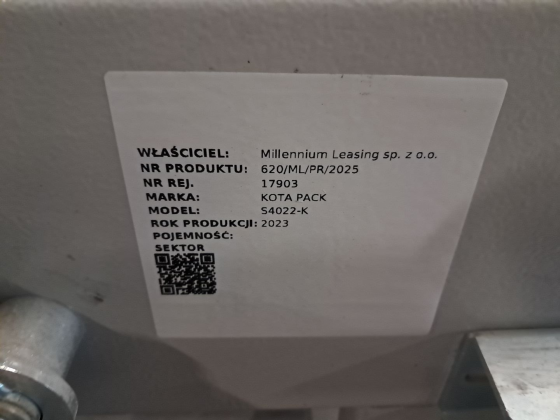 WŁAŚCICIEL: Millennium Leasing sp. z o.o.
NR PRODUKTU: 620/ML/PR/2025
NR REJ. 17903
MARKA: KOTA PACK
MODEL: S4022-K
ROK PRODUKCJI: 2023
POJEMNOŚĆ:
SEKTOR